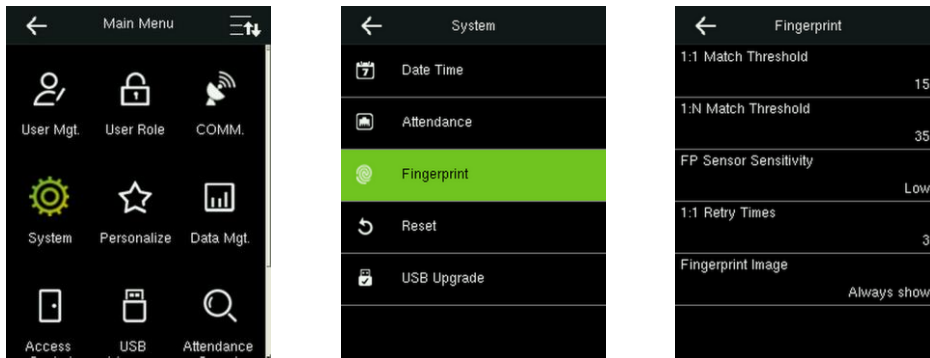 Main Menu
User Mgt.
User Role
COMM.
System
Personalize
Data Mgt.
Access
USB
Attendance
System
7
Date Time
Attendance
Fingerprint
Reset
USB Upgrade
Fingerprint
1:1 Match Threshold
15
1:N Match Threshold
35
FP Sensor Sensitivity
Low
1:1 Retry Times
3
Fingerprint Image
Always show